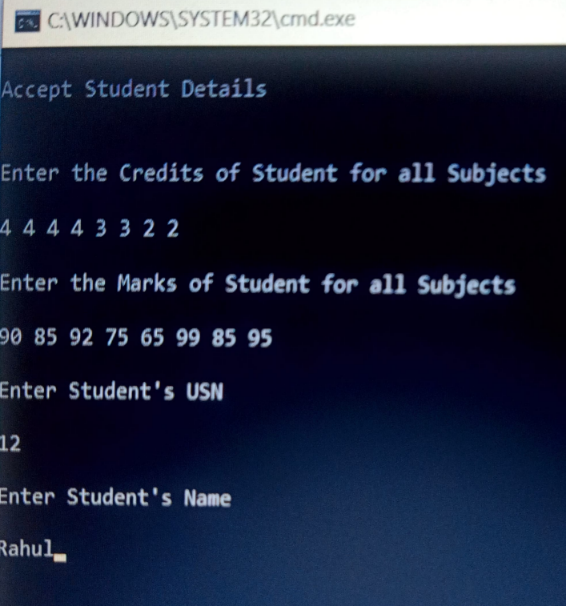 C:\WINDOWS\SYSTEM32\cmd.exe
Accept Student Details
Enter the Credits of Student for all Subjects
4 4 4 4 3 3 2 2
Enter the Marks of Student for all Subjects
90 85 92 75 65 99 85 95
Enter Student's USN
12
Enter Student's Name
Rahul